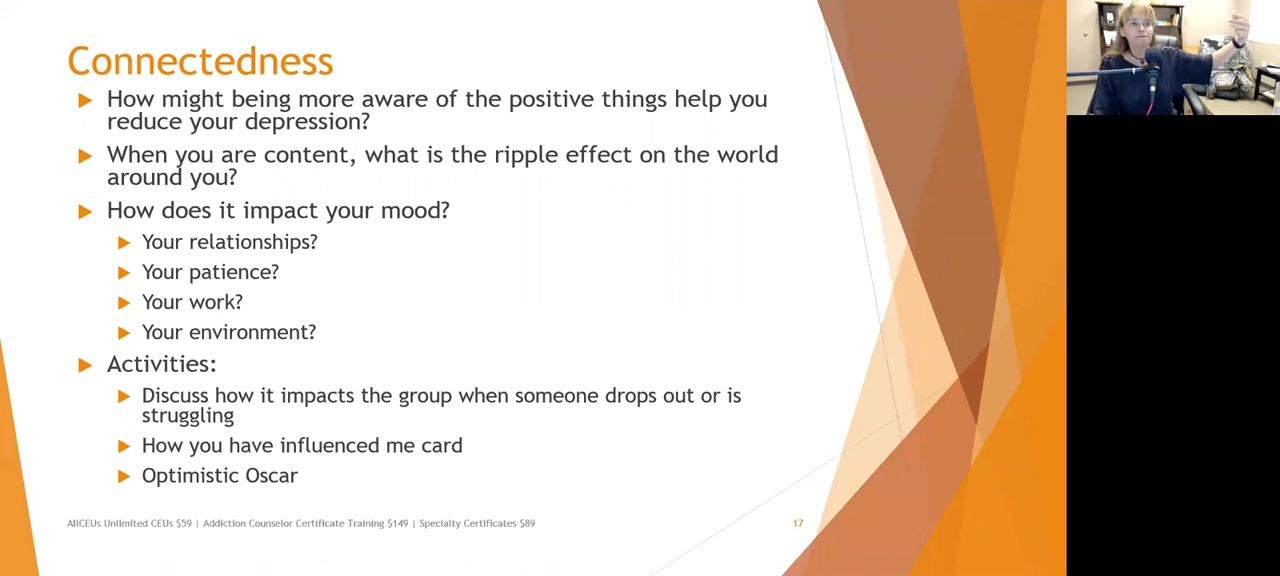 Connectedness
How might being more aware of the positive things help you
reduce your depression?
When you are content, what is the ripple effect on the world
around you?
How does it impact your mood?
Your relationships?
Your patience?
Your work?
Your environment?
Activities:
Discuss how it impacts the group when someone drops out or is
struggling
How you have influenced me card
Optimistic Oscar
AllCEUs Unlimited CEUs $59 | Addiction Counselor Certificate Training $149 | Specialty Certificates $89
17